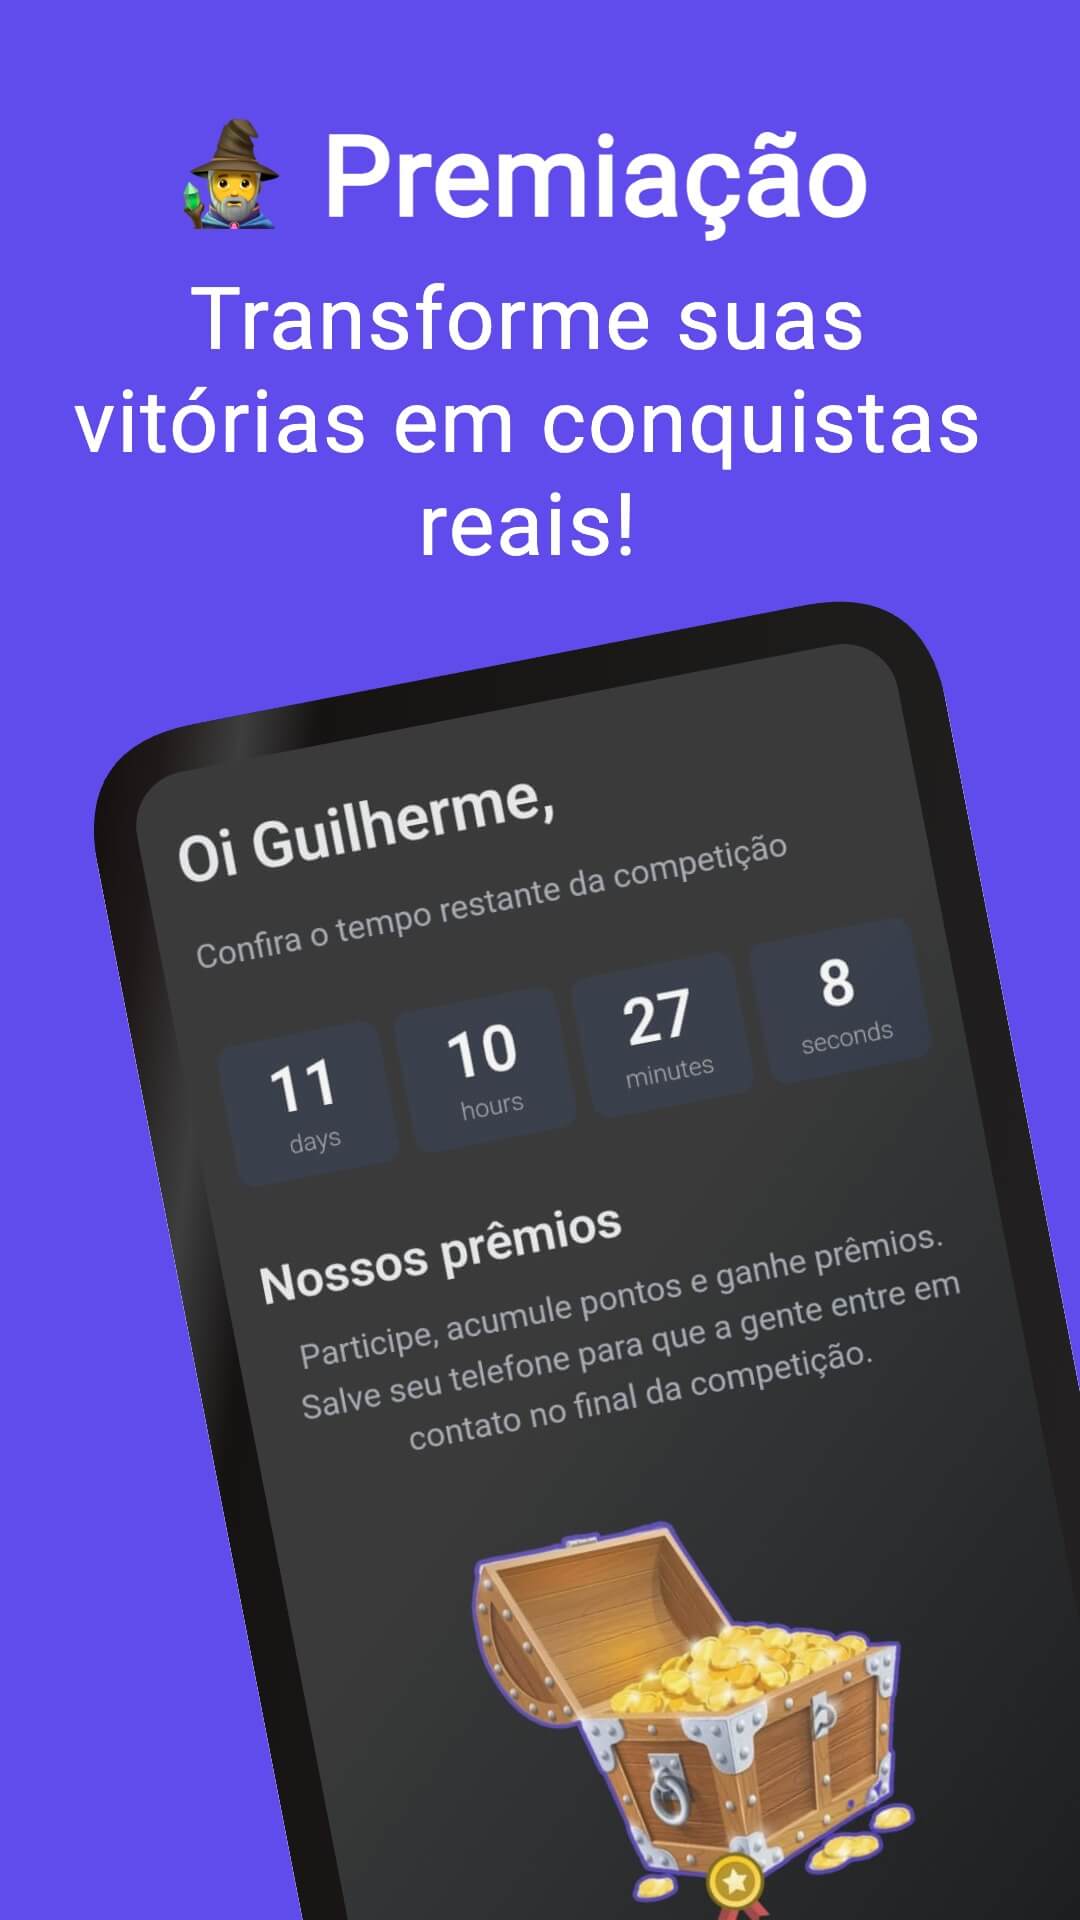 Premiação
Transforme suas
vitórias em conquistas
reais!
Oi Guilherme,
Confira o tempo restante da competição
11
days
10
hours
27
minutes
8
seconds
Nossos prêmios
Participe, acumule pontos e ganhe prêmios.
Salve seu telefone para que a gente entre em
contato no final da competição.